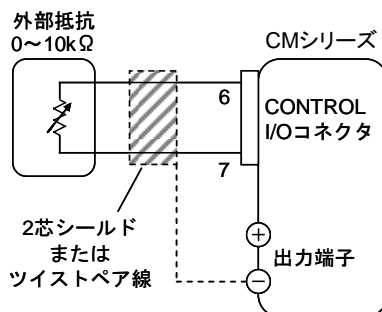 外部抵抗
0～10kΩ
CMシリーズ
6
CONTROL
I/Oコネクタ
7
2芯シールド
または
ツイストペア線
＋
出力端子
－